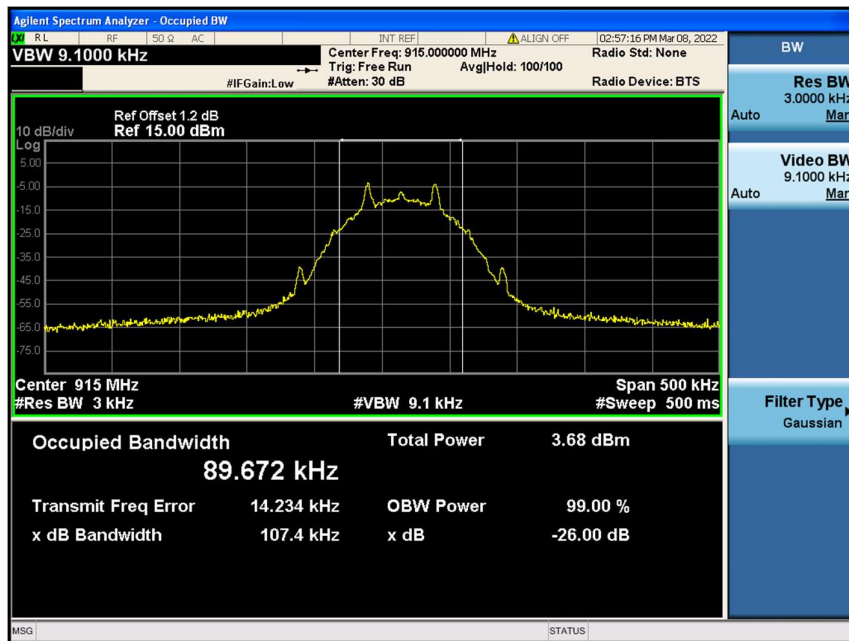 Agilent Spectrum Analyzer - Occupied BW
LXI RL RF 50 Ω AC INT REF ALIGN OFF 02:57:16 PM Mar 08, 2022
VBW 9.1000 kHz
Center Freq: 915.000000 MHz Radio Std: None
Trig: Free Run Avg|Hold: 100/100
#IFGain:Low #Atten: 30 dB Radio Device: BTS
BW
Res BW
3.0000 kHz
Auto Man
Video BW
9.1000 kHz
Auto Man
Filter Type
Gaussian
Ref Offset 1.2 dB
10 dB/div Ref 15.00 dBm
Log
5.00
-5.00
-15.0
-25.0
-35.0
-45.0
-55.0
-65.0
-75.0
Center 915 MHz Span 500 kHz
#Res BW 3 kHz #VBW 9.1 kHz #Sweep 500 ms
Occupied Bandwidth Total Power 3.68 dBm
89.672 kHz
Transmit Freq Error 14.234 kHz OBW Power 99.00 %
x dB Bandwidth 107.4 kHz x dB -26.00 dB
MSG STATUS